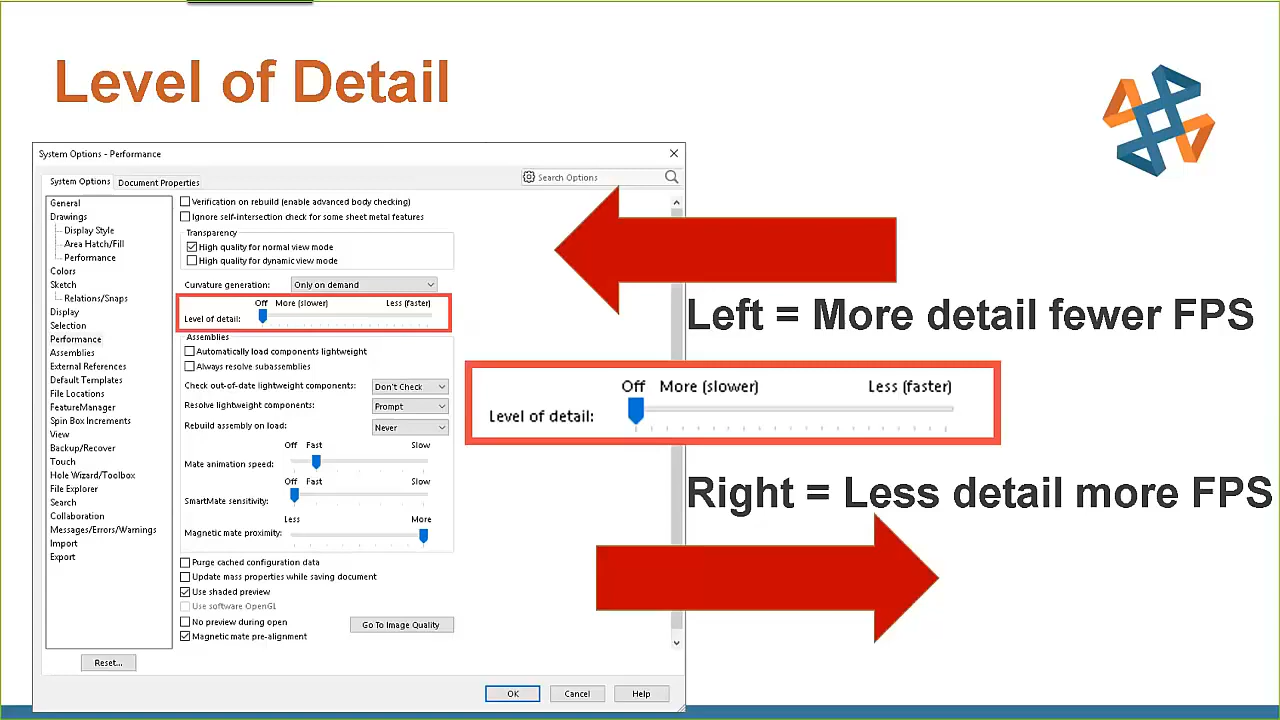 Level of Detail
System Options - Performance
System Options
Document Properties
Search Options
General
Drawings
Display Style
Area Hatch/Fill
Performance
Colors
Sketch
Relations/Snaps
Display
Selection
Performance
Assemblies
External References
Default Templates
File Locations
FeatureManager
Spin Box Increments
View
Backup/Recover
Touch
Hole Wizard/Toolbox
File Explorer
Search
Collaboration
Messages/Errors/Warnings
Import
Export
Reset...
Verification on rebuild (enable advanced body checking)
Ignore self-intersection check for some sheet metal features
Transparency
High quality for normal view mode
High quality for dynamic view mode
Curvature generation: Only on demand
Off More (slower) Less (faster)
Level of detail:
Assemblies
Automatically load components lightweight
Always resolve subassemblies
Check out-of-date lightweight components: Don't Check
Resolve lightweight components: Prompt
Rebuild assembly on load: Never
Off Fast Slow
Mate animation speed:
Off Fast Slow
SmartMate sensitivity:
Less More
Magnetic mate proximity:
Purge cached configuration data
Update mass properties while saving document
Use shaded preview
Use software OpenGL
No preview during open
Go To Image Quality
Magnetic mate pre-alignment
OK Cancel Help
Left = More detail fewer FPS
Off More (slower) Less (faster)
Level of detail:
Right = Less detail more FPS